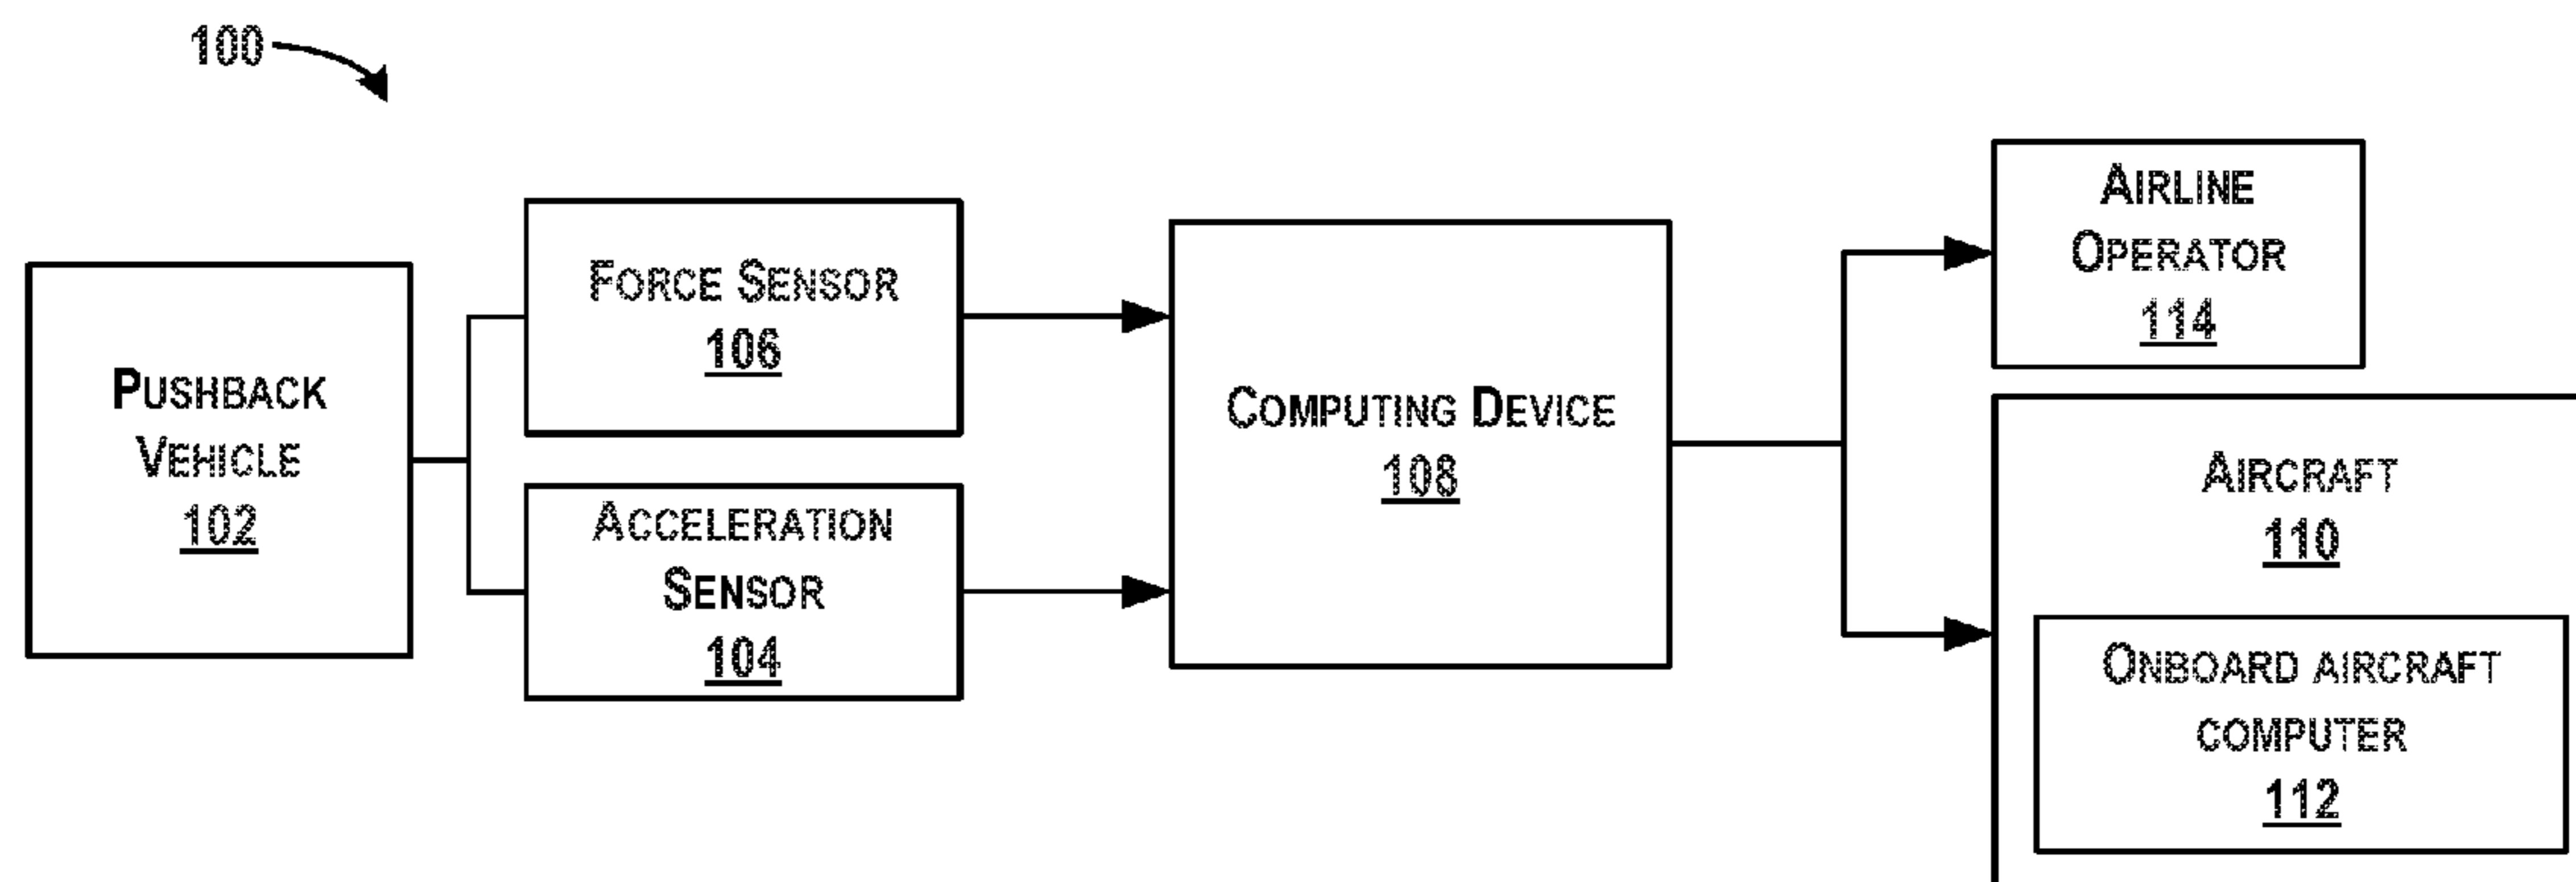 100
PUSHBACK
VEHICLE
102
FORCE SENSOR
106
ACCELERATION
SENSOR
104
COMPUTING DEVICE
108
AIRLINE
OPERATOR
114
AIRCRAFT
110
ONBOARD AIRCRAFT
COMPUTER
112